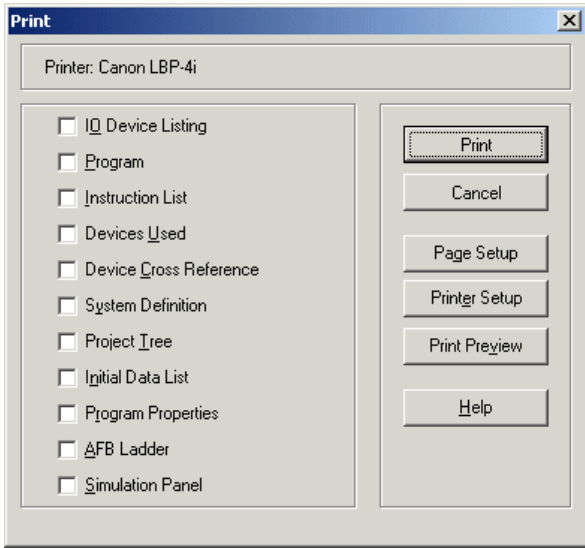 Print
Printer: Canon LBP-4i
IO Device Listing
Program
Instruction List
Devices Used
Device Cross Reference
System Definition
Project Tree
Initial Data List
Program Properties
AFB Ladder
Simulation Panel
Print
Cancel
Page Setup
Printer Setup
Print Preview
Help